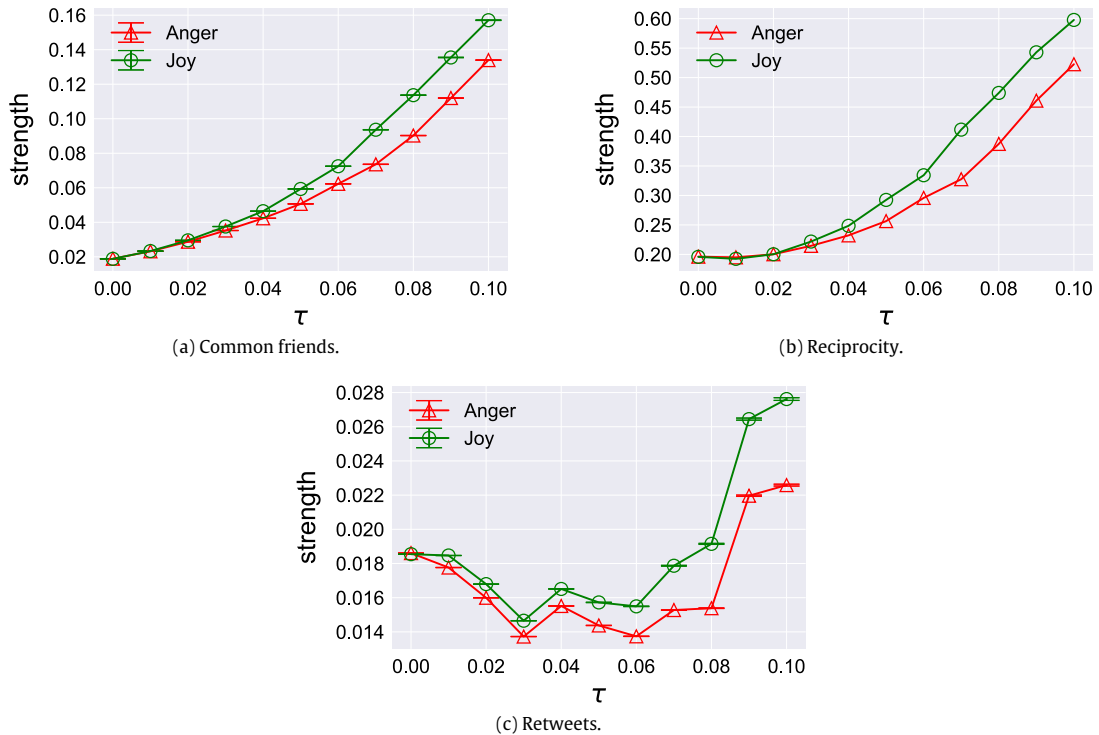 0.16
0.14
0.12
0.10
0.08
0.06
0.04
0.02
strength
Anger
Joy
0.00 0.02 0.04 0.06 0.08 0.10
τ
(a) Common friends.
0.60
0.55
0.50
0.45
0.40
0.35
0.30
0.25
0.20
strength
Anger
Joy
0.00 0.02 0.04 0.06 0.08 0.10
τ
(b) Reciprocity.
0.028
0.026
0.024
0.022
0.020
0.018
0.016
0.014
strength
Anger
Joy
0.00 0.02 0.04 0.06 0.08 0.10
τ
(c) Retweets.